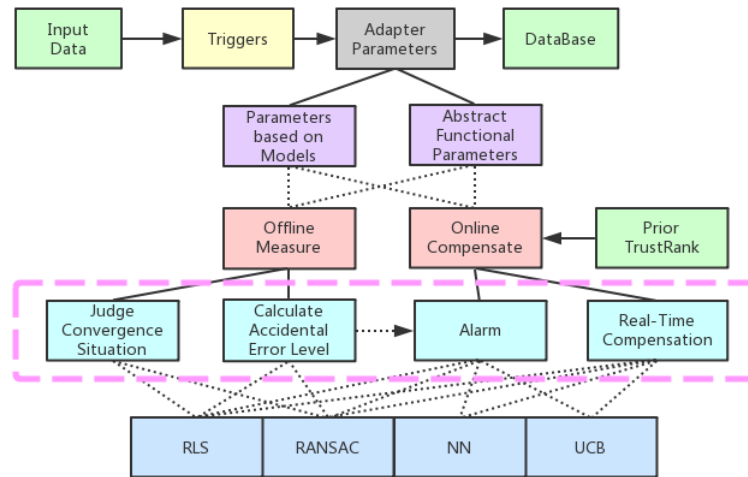 Input
Data
Triggers
Adapter
Parameters
DataBase
Parameters
based on
Models
Abstract
Functional
Parameters
Offline
Measure
Online
Compensate
Prior
TrustRank
Judge
Convergence
Situation
Calculate
Accidental
Error Level
Alarm
Real-Time
Compensation
RLS
RANSAC
NN
UCB